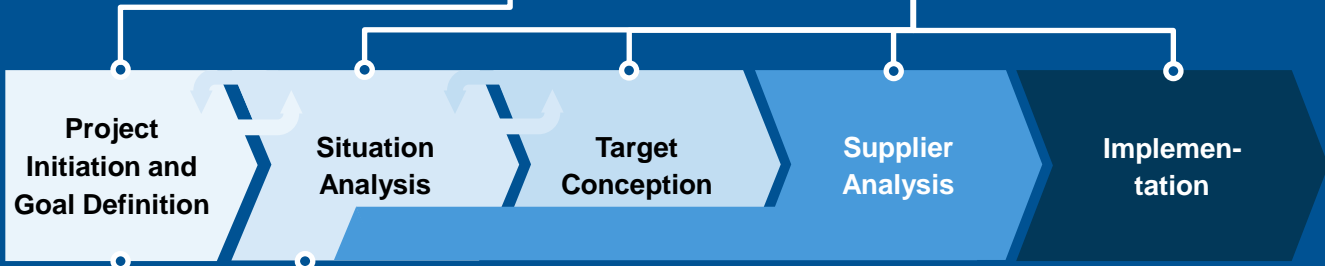 Project
Initiation and
Goal Definition
Situation
Analysis
Target
Conception
Supplier
Analysis
Implemen-
tation